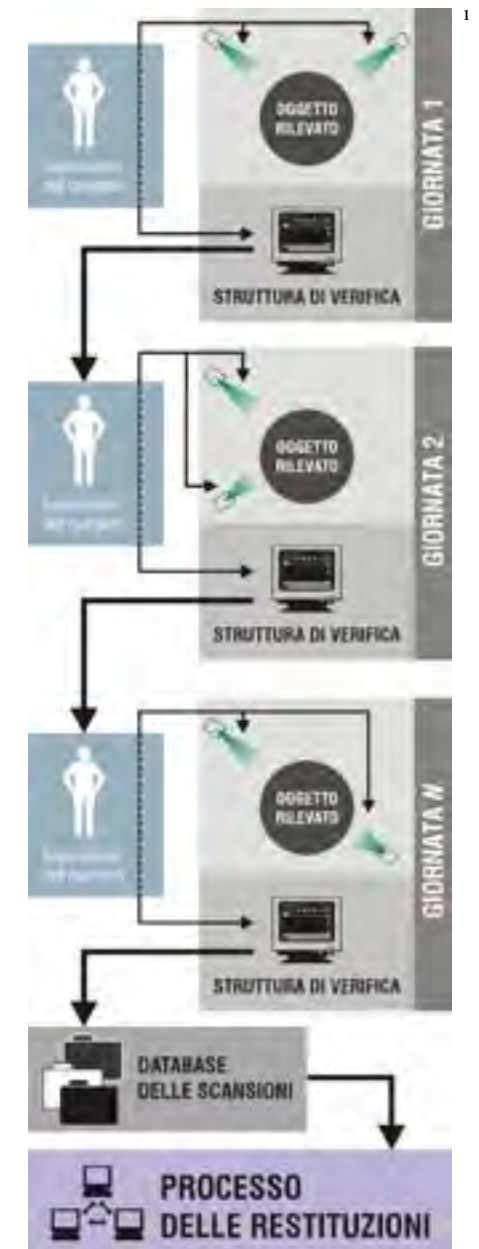 1
OGGETTO
RILEVATO
GIORNATA 1
STRUTTURA DI VERIFICA
OGGETTO
RILEVATO
GIORNATA 2
STRUTTURA DI VERIFICA
OGGETTO
RILEVATO
GIORNATA N
STRUTTURA DI VERIFICA
DATABASE
DELLE SCANSIONI
PROCESSO
DELLE RESTITUZIONI